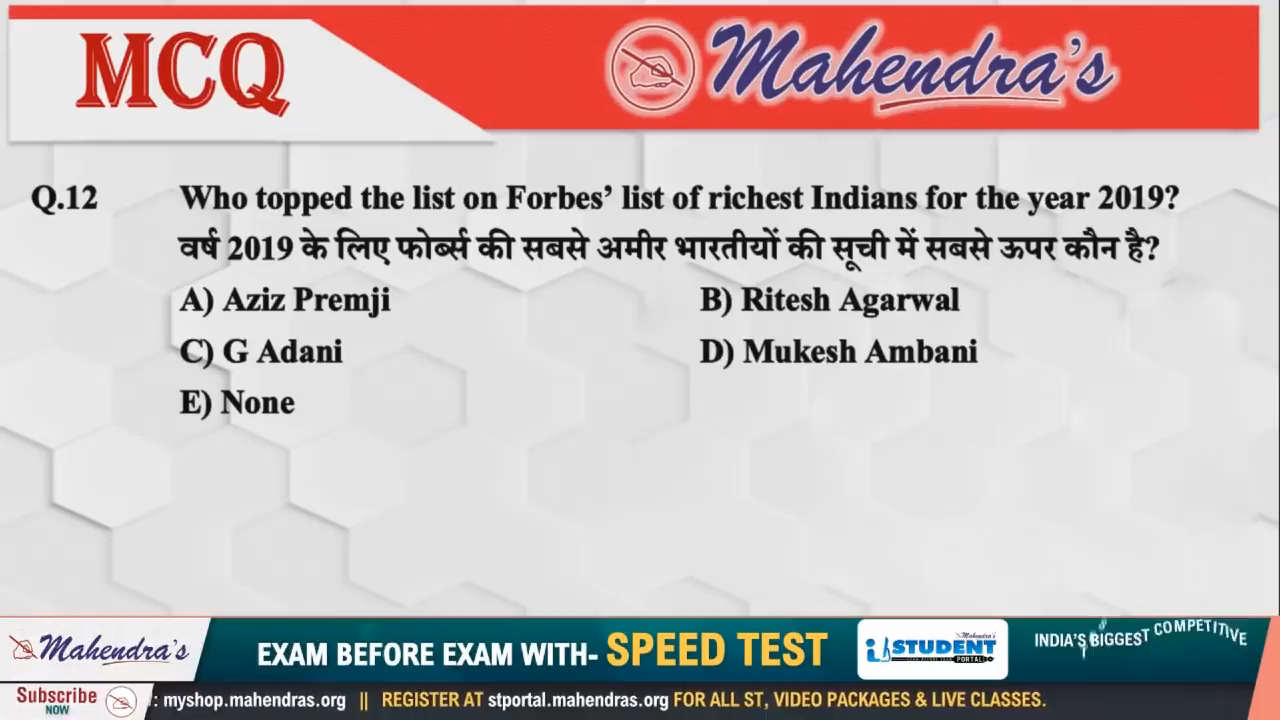 MCQ
Mahendra's
Q.12 Who topped the list on Forbes' list of richest Indians for the year 2019?
वर्ष 2019 के लिए फोर्ब्स की सबसे अमीर भारतीयों की सूची में सबसे ऊपर कौन है?
A) Aziz Premji B) Ritesh Agarwal
C) G Adani D) Mukesh Ambani
E) None
Mahendra's EXAM BEFORE EXAM WITH- SPEED TEST Mahendra's STUDENT PORTAL INDIA'S BIGGEST COMPETITIVE
Subscribe NOW : myshop.mahendras.org || REGISTER AT stportal.mahendras.org FOR ALL ST, VIDEO PACKAGES & LIVE CLASSES.